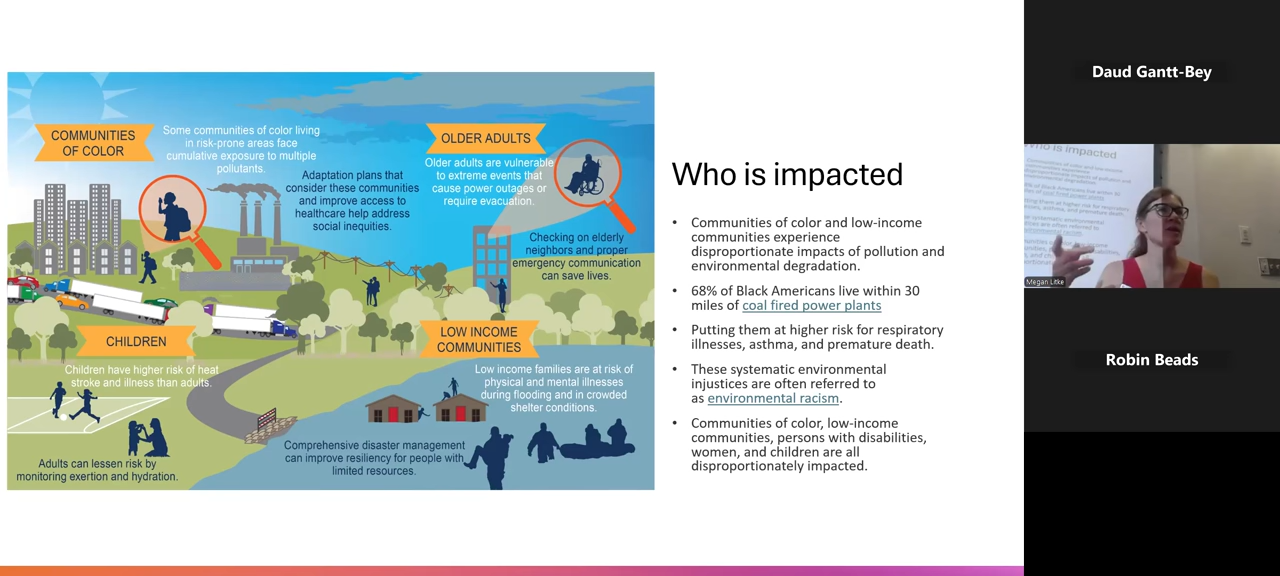 COMMUNITIES
OF COLOR
Some communities of color living
in risk-prone areas face
cumulative exposure to multiple
pollutants.
Adaptation plans that
consider these communities
and improve access to
healthcare help address
social inequities.
OLDER ADULTS
Older adults are vulnerable
to extreme events that
cause power outages or
require evacuation.
Checking on elderly
neighbors and proper
emergency communication
can save lives.
CHILDREN
Children have higher risk of heat
stroke and illness than adults.
Adults can lessen risk by
monitoring exertion and hydration.
LOW INCOME
COMMUNITIES
Low income families are at risk of
physical and mental illnesses
during flooding and in crowded
shelter conditions.
Comprehensive disaster management
can improve resiliency for people with
limited resources.
Who is impacted
• Communities of color and low-income
communities experience
disproportionate impacts of pollution and
environmental degradation.
• 68% of Black Americans live within 30
miles of coal fired power plants
• Putting them at higher risk for respiratory
illnesses, asthma, and premature death.
• These systematic environmental
injustices are often referred to
as environmental racism.
• Communities of color, low-income
communities, persons with disabilities,
women, and children are all
disproportionately impacted.
Daud Gantt-Bey
Who is impacted
Megan Litke
Robin Beads